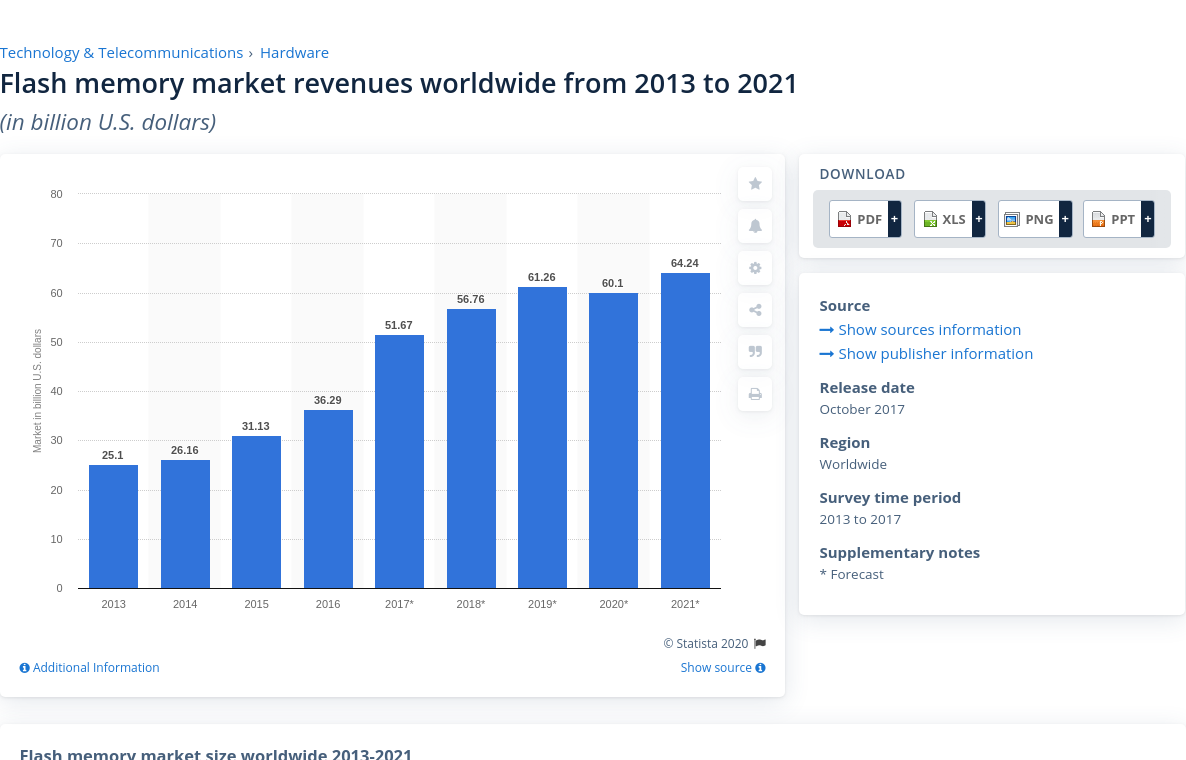 Technology & Telecommunications › Hardware
Flash memory market revenues worldwide from 2013 to 2021
(in billion U.S. dollars)
Market in billion U.S. dollars
80
70
60
50
40
30
20
10
0
25.1
26.16
31.13
36.29
51.67
56.76
61.26
60.1
64.24
2013
2014
2015
2016
2017*
2018*
2019*
2020*
2021*
© Statista 2020
Additional Information
Show source
DOWNLOAD
PDF + XLS + PNG + PPT +
Source
Show sources information
Show publisher information
Release date
October 2017
Region
Worldwide
Survey time period
2013 to 2017
Supplementary notes
* Forecast
Flash memory market size worldwide 2013-2021